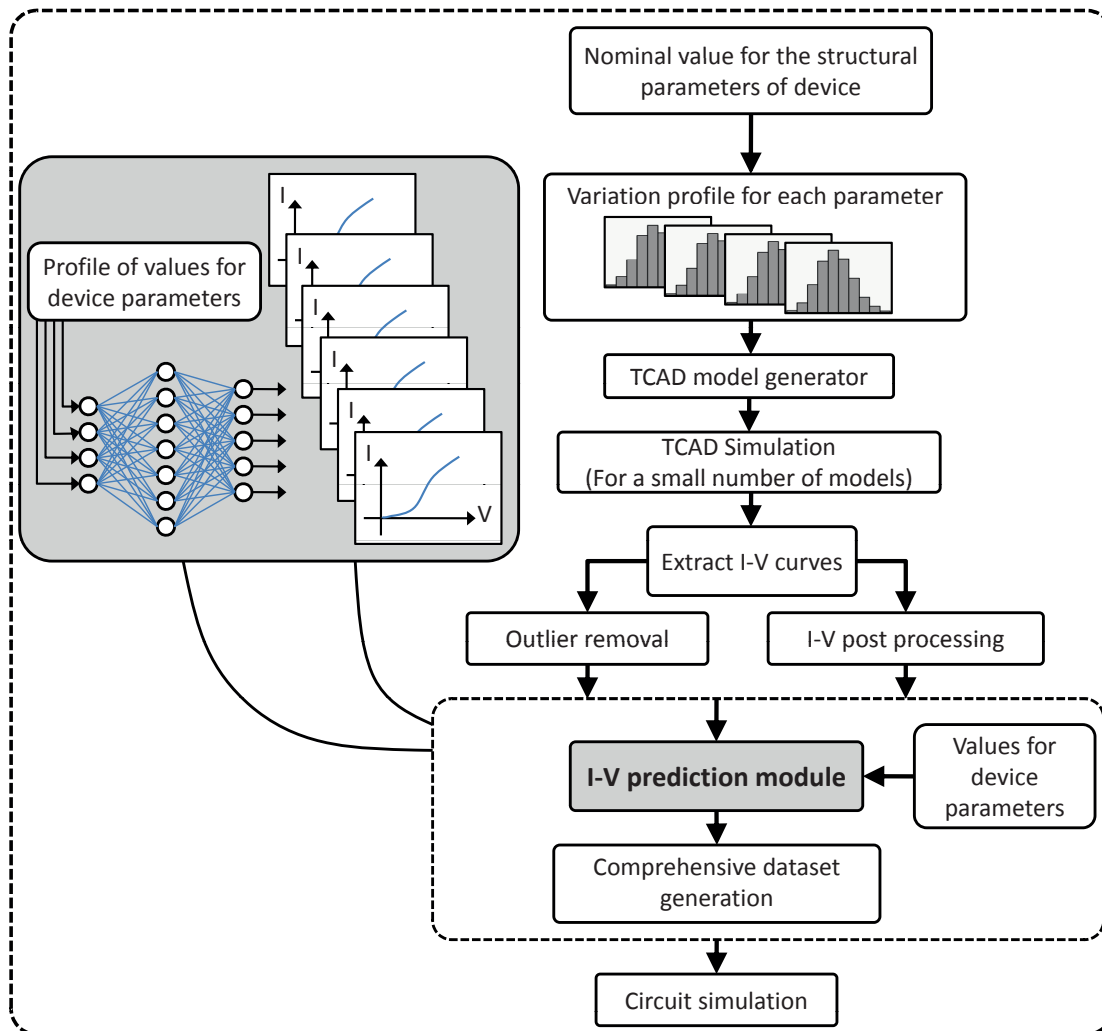 Nominal value for the structural
parameters of device
Variation profile for each parameter
TCAD model generator
TCAD Simulation
(For a small number of models)
Extract I-V curves
Outlier removal
I-V post processing
I-V prediction module
Values for
device
parameters
Comprehensive dataset
generation
Circuit simulation
Profile of values for
device parameters
I
I
I
I
I
I
V